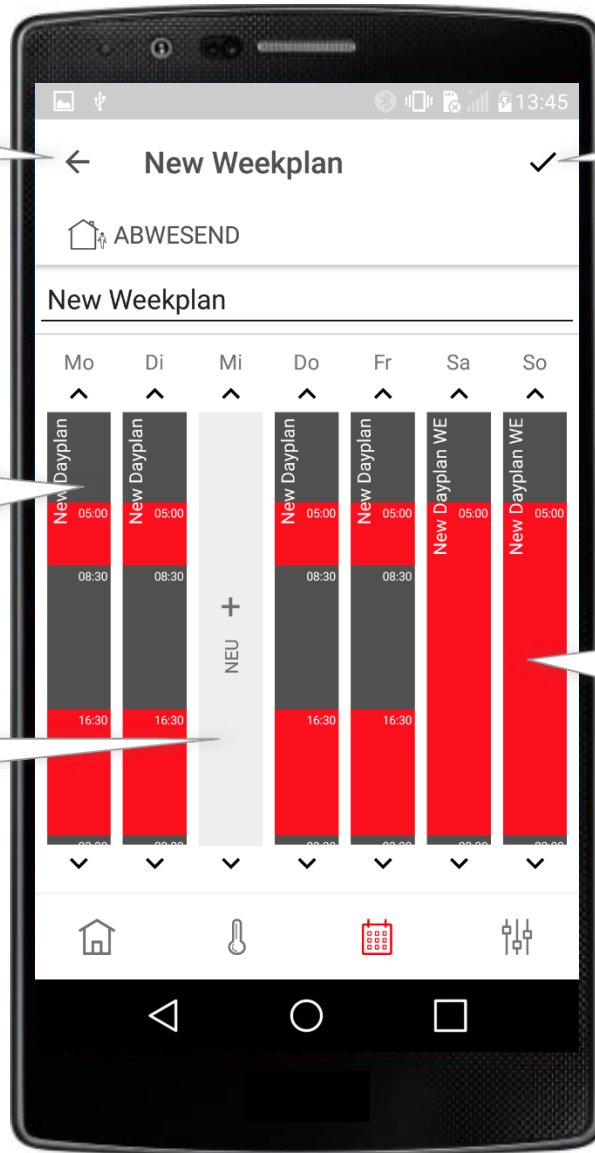 13:45
New Weekplan
ABWESEND
New Weekplan
Mo Di Mi Do Fr Sa So
New Dayplan
05:00
08:30
16:30
New Dayplan
05:00
08:30
16:30
+
NEU
New Dayplan
05:00
08:30
16:30
New Dayplan
05:00
08:30
16:30
New Dayplan WE
05:00
New Dayplan WE
05:00